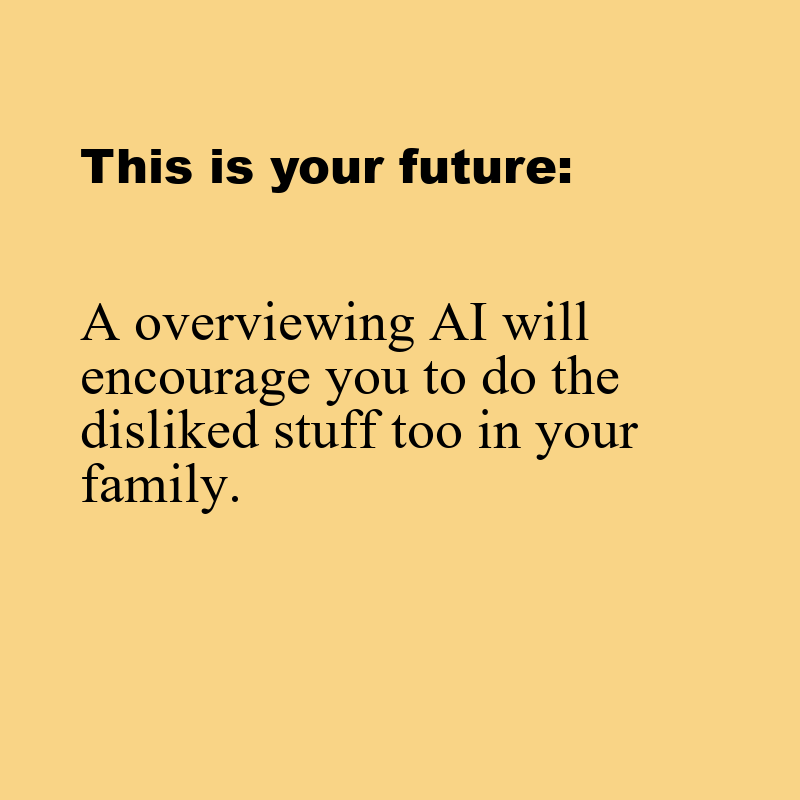 This is your future:
A overviewing AI will
encourage you to do the
disliked stuff too in your
family.